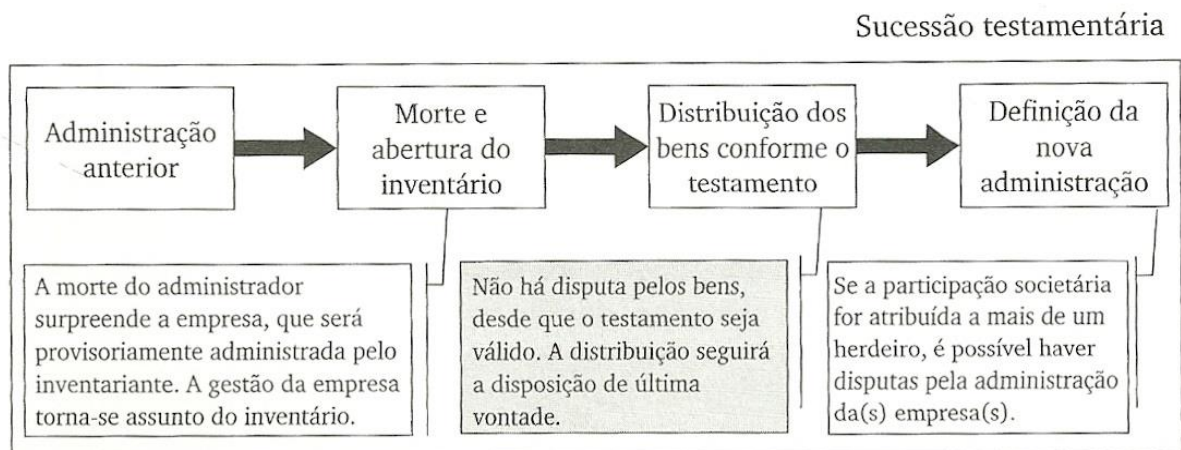 Sucessão testamentária
Administração
anterior
Morte e
abertura do
inventário
Distribuição dos
bens conforme o
testamento
Definição da
nova
administração
A morte do administrador
surpreende a empresa, que será
provisoriamente administrada pelo
inventariante. A gestão da empresa
torna-se assunto do inventário.
Não há disputa pelos bens,
desde que o testamento seja
válido. A distribuição seguirá
a disposição de última
vontade.
Se a participação societária
for atribuída a mais de um
herdeiro, é possível haver
disputas pela administração
da(s) empresa(s).